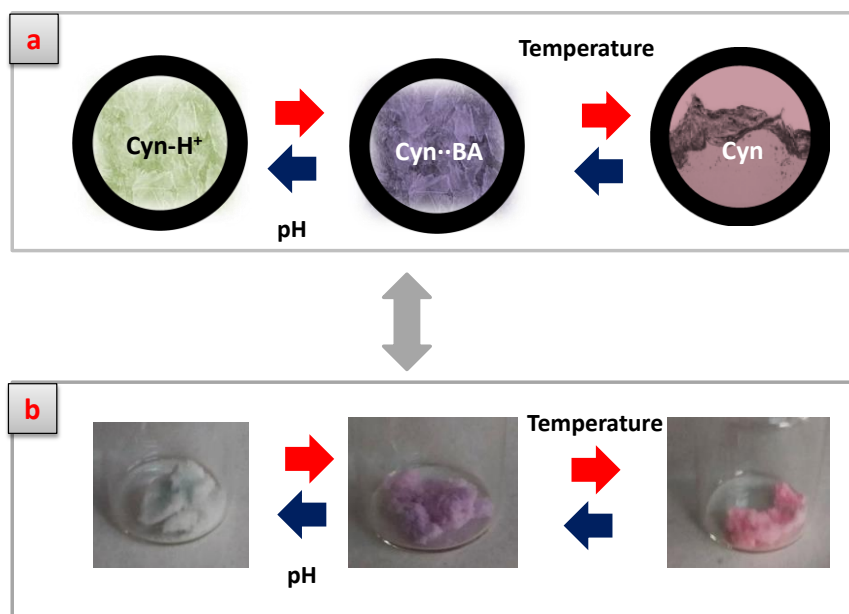 a
Temperature
Cyn-H⁺
Cyn··BA
Cyn
pH
b
Temperature
pH